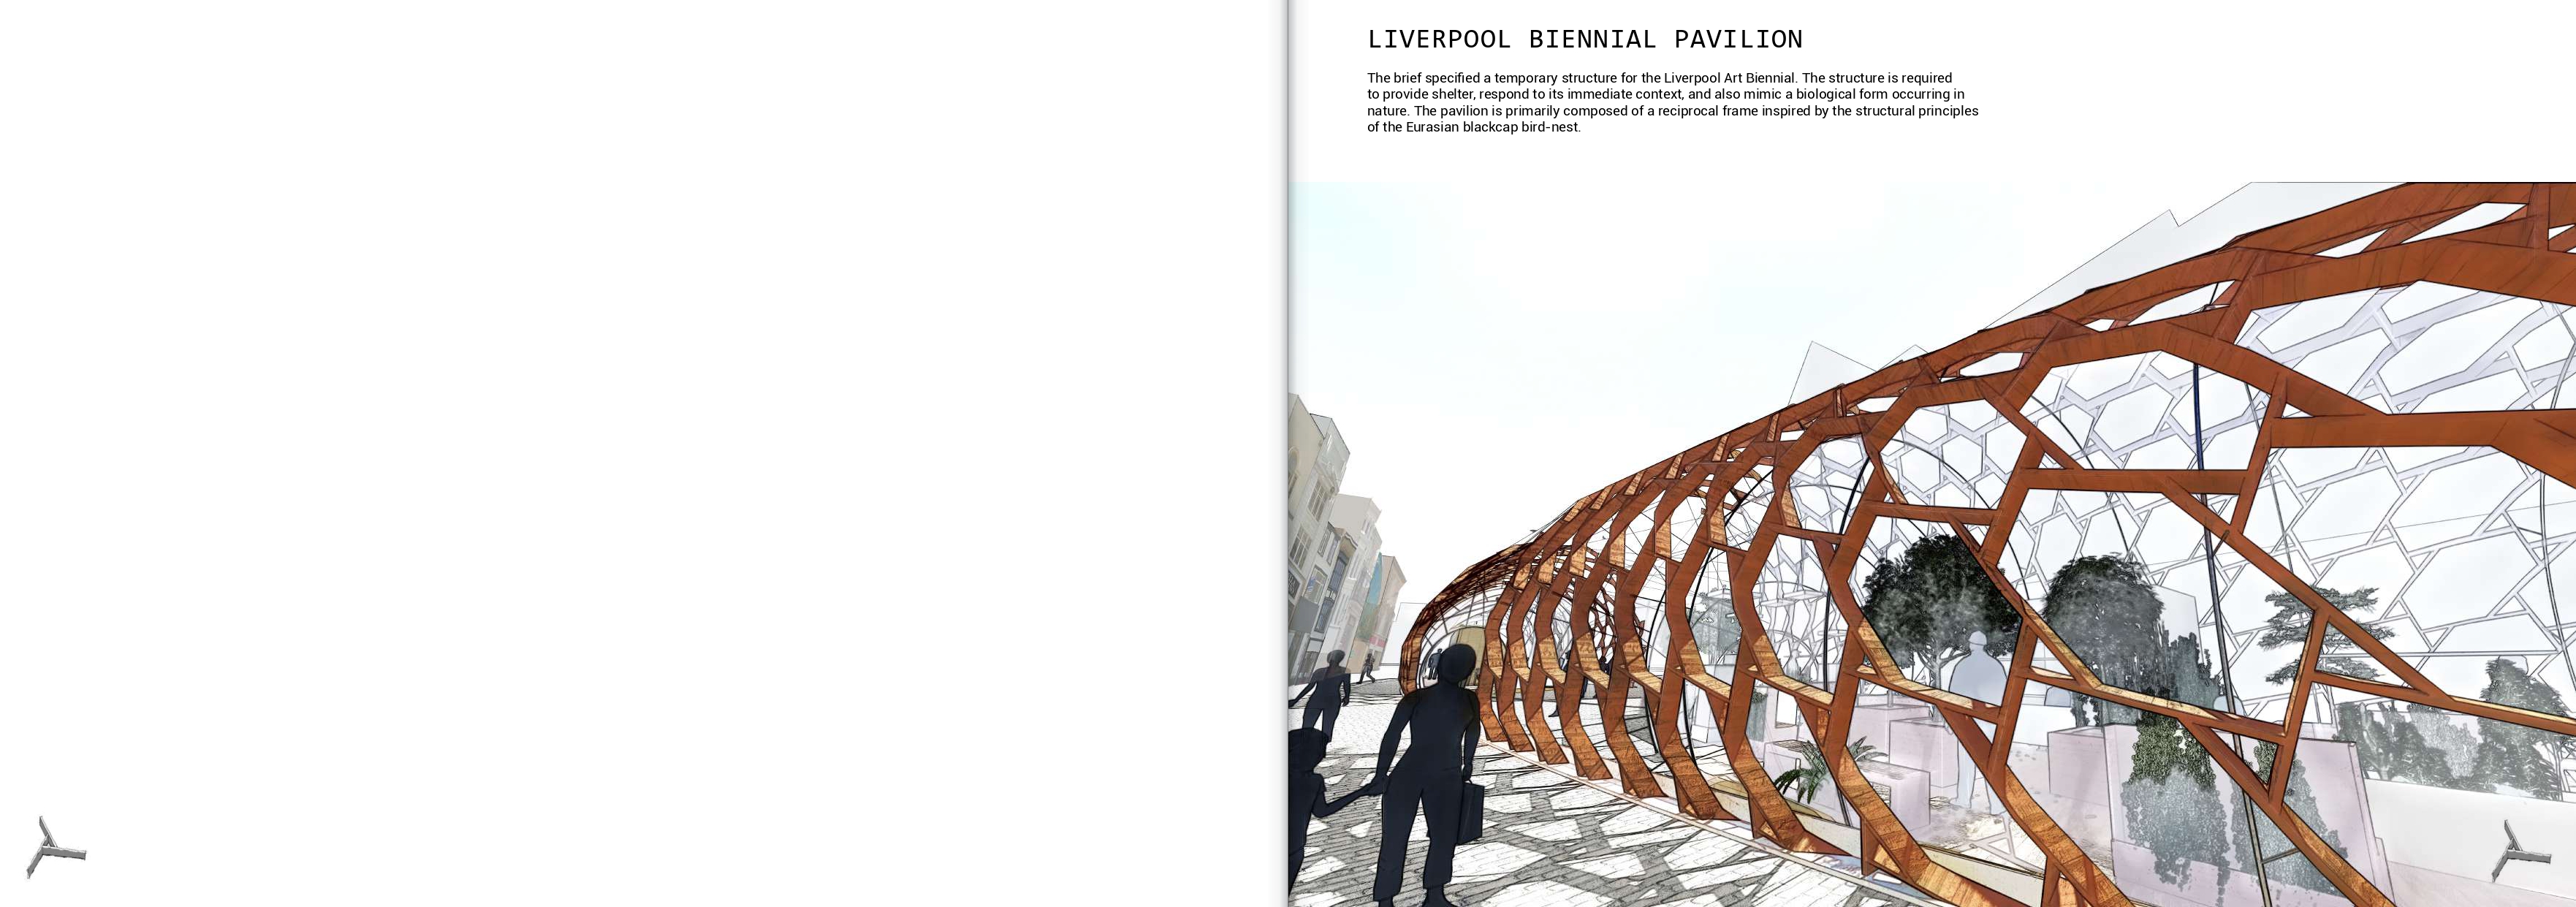 LIVERPOOL BIENNIAL PAVILION
The brief specified a temporary structure for the Liverpool Art Biennial. The structure is required
to provide shelter, respond to its immediate context, and also mimic a biological form occurring in
nature. The pavilion is primarily composed of a reciprocal frame inspired by the structural principles
of the Eurasian blackcap bird-nest.